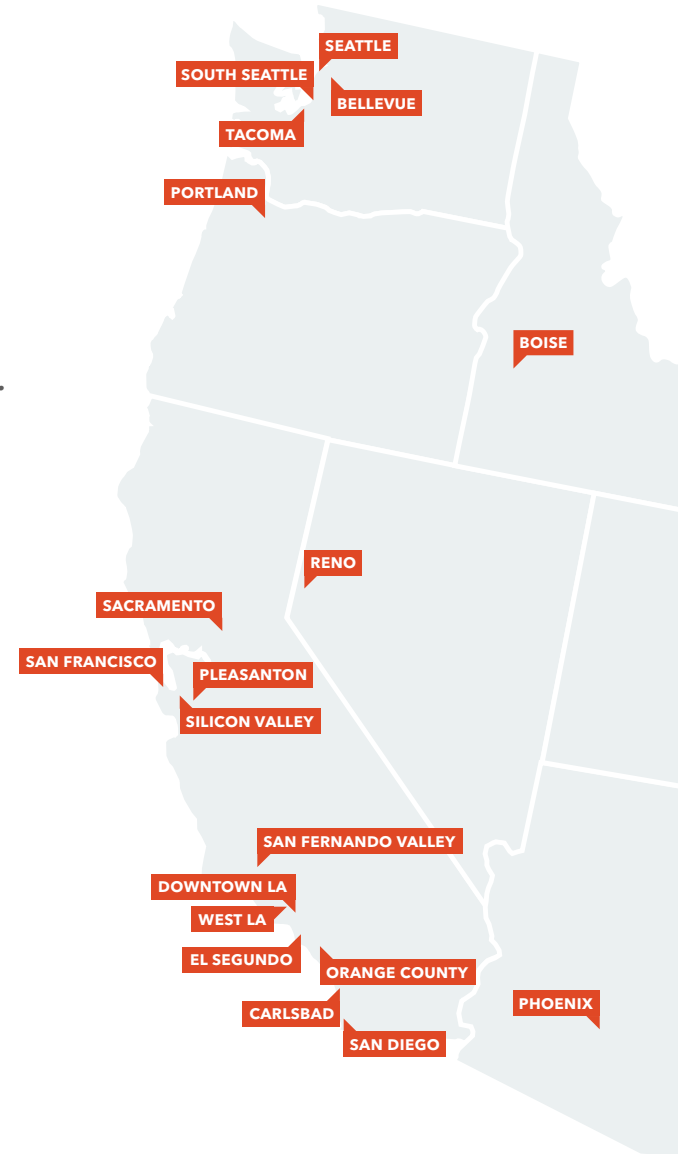 SEATTLE
SOUTH SEATTLE
BELLEVUE
TACOMA
PORTLAND
BOISE
.
RENO
SACRAMENTO
SAN FRANCISCO
PLEASANTON
SILICON VALLEY
SAN FERNANDO VALLEY
DOWNTOWN LA
WEST LA
EL SEGUNDO
ORANGE COUNTY
PHOENIX
CARLSBAD
SAN DIEGO